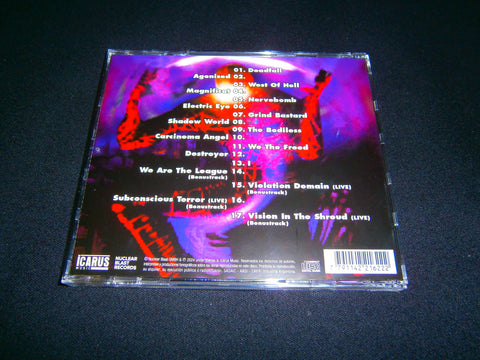 01. Deadfall
Agonised 02.
03. West Of Hell
Magnificat 04.
05. Nervebomb
Electric Eye 06.
07. Grind Bastard
Shadow World 08.
09. The Bodiless
Carcinoma Angel 10.
11. We The Freed
Destroyer 12.
13. I
We Are The League 14.
(Bonustrack)
15. Violation Domain (LIVE)
(Bonustrack)
Subconscious Terror (LIVE) 16.
(Bonustrack)
17. Vision In The Shroud (LIVE)
(Bonustrack)
ICARUS
MUSIC
NUCLEAR
BLAST
RECORDS